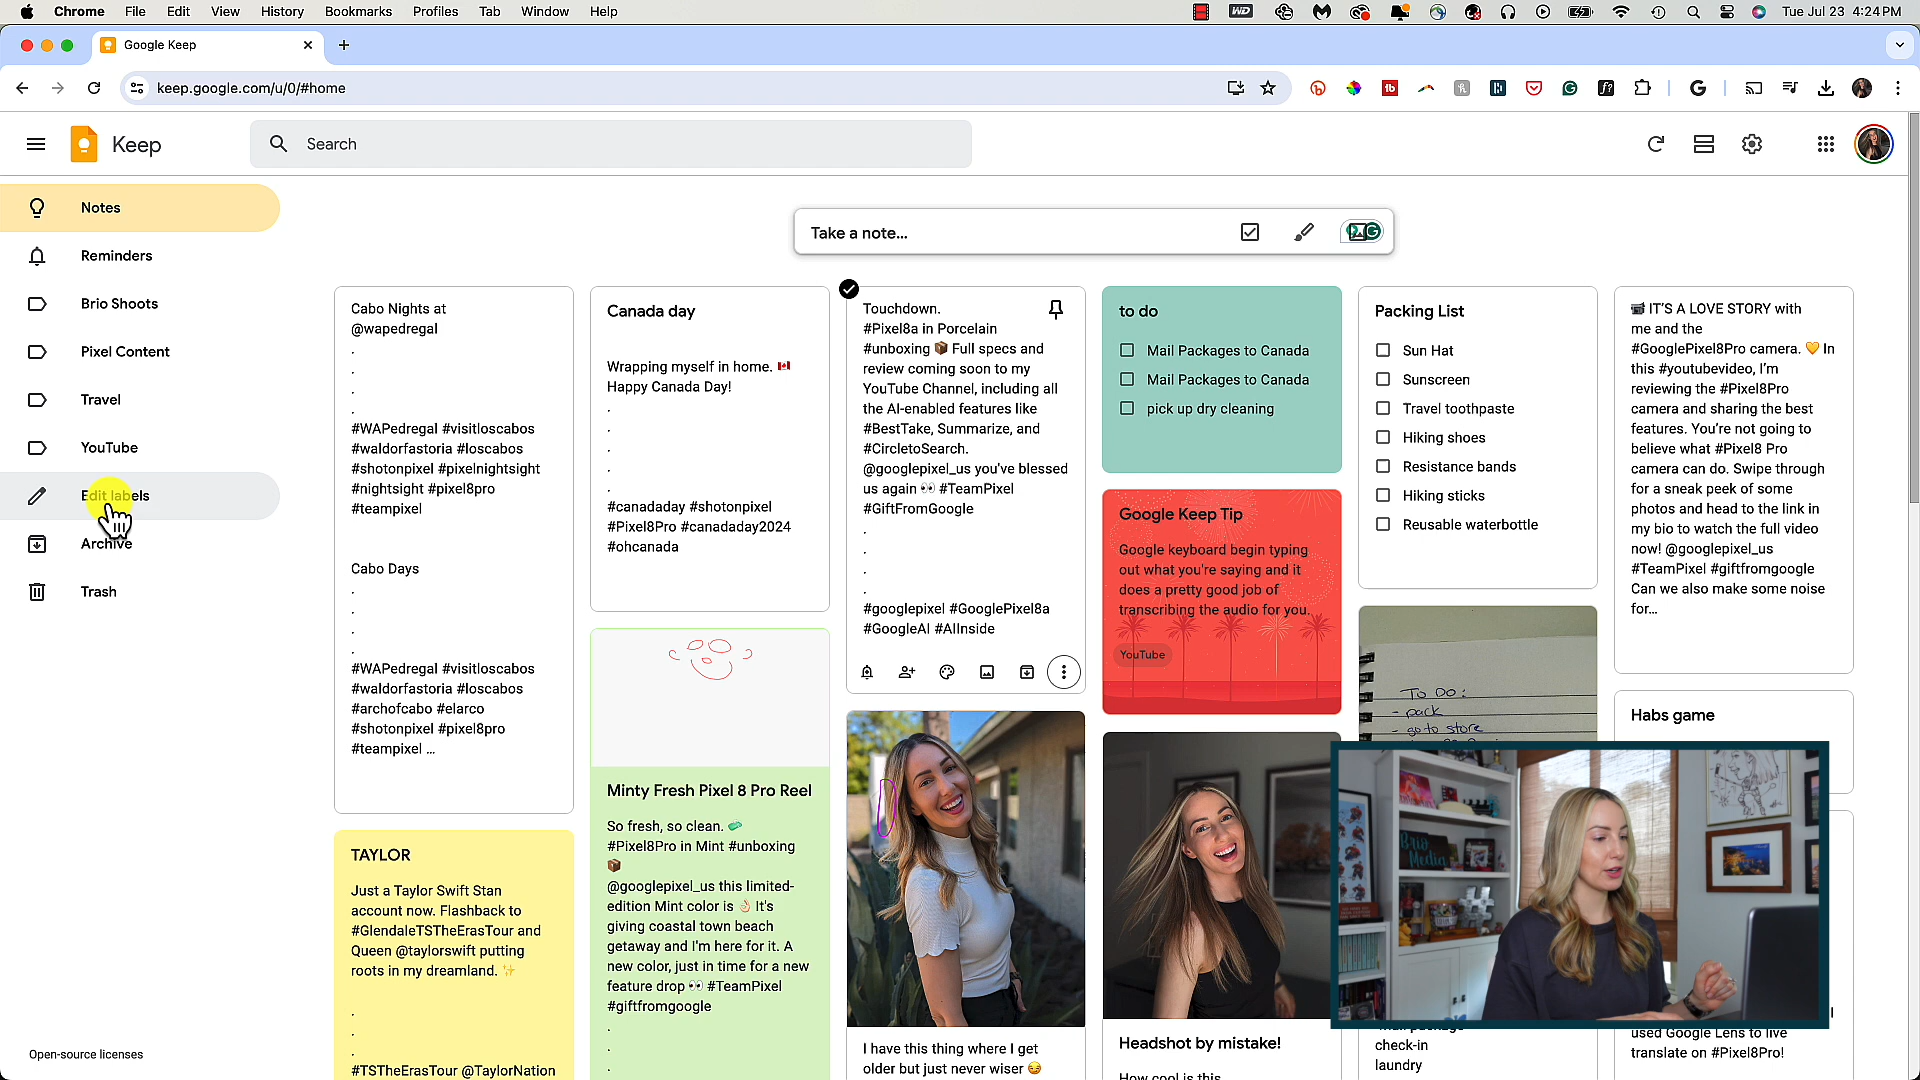 Chrome File Edit View History Bookmarks Profiles Tab Window Help
WD
Tue Jul 23 4:24 PM
Google Keep
keep.google.com/u/0/#home
Keep
Search
Notes
Reminders
Brio Shoots
Pixel Content
Travel
YouTube
Edit labels
Archive
Trash
Open-source licenses
Take a note...
Cabo Nights at
@wapedregal
.
.
.
.
#WAPedregal #visitloscabos
#waldorfastoria #loscabos
#shotonpixel #pixelnightsight
#nightsight #pixel8pro
#teampixel
Cabo Days
.
.
.
.
#WAPedregal #visitloscabos
#waldorfastoria #loscabos
#archofcabo #elarco
#shotonpixel #pixel8pro
#teampixel ...
TAYLOR
Just a Taylor Swift Stan
account now. Flashback to
#GlendaleTSTheErasTour and
Queen @taylorswift putting
roots in my dreamland. ✨
.
.
.
#TSTheErasTour @TaylorNation
Canada day
Wrapping myself in home. 🇨🇦
Happy Canada Day!
.
.
.
.
.
#canadaday #shotonpixel
#Pixel8Pro #canadaday2024
#ohcanada
Minty Fresh Pixel 8 Pro Reel
So fresh, so clean. 🧼
#Pixel8Pro in Mint #unboxing
📦
@googlepixel_us this limited-
edition Mint color is 👌🏻 It's
giving coastal town beach
getaway and I'm here for it. A
new color, just in time for a new
feature drop 👀 #TeamPixel
#giftfromgoogle
.
.
.
Touchdown.
#Pixel8a in Porcelain
#unboxing 📦 Full specs and
review coming soon to my
YouTube Channel, including all
the AI-enabled features like
#BestTake, Summarize, and
#CircletoSearch.
@googlepixel_us you've blessed
us again 👀 #TeamPixel
#GiftFromGoogle
.
.
.
.
#googlepixel #GooglePixel8a
#GoogleAI #AIInside
I have this thing where I get
older but just never wiser 😏
to do
Mail Packages to Canada
Mail Packages to Canada
pick up dry cleaning
Google Keep Tip
Google keyboard begin typing
out what you're saying and it
does a pretty good job of
transcribing the audio for you.
YouTube
Headshot by mistake!
How cool is this
Packing List
Sun Hat
Sunscreen
Travel toothpaste
Hiking shoes
Resistance bands
Hiking sticks
Reusable waterbottle
TO DO:
- pack
- go to store
check-in
laundry
📹 IT'S A LOVE STORY with
me and the
#GooglePixel8Pro camera. 💛 In
this #youtubevideo, I'm
reviewing the #Pixel8Pro
camera and sharing the best
features. You're not going to
believe what #Pixel8 Pro
camera can do. Swipe through
for a sneak peek of some
photos and head to the link in
my bio to watch the full video
now! @googlepixel_us
#TeamPixel #giftfromgoogle
Can we also make some noise
for...
Habs game
Brio
Media
used Google Lens to live
translate on #Pixel8Pro!